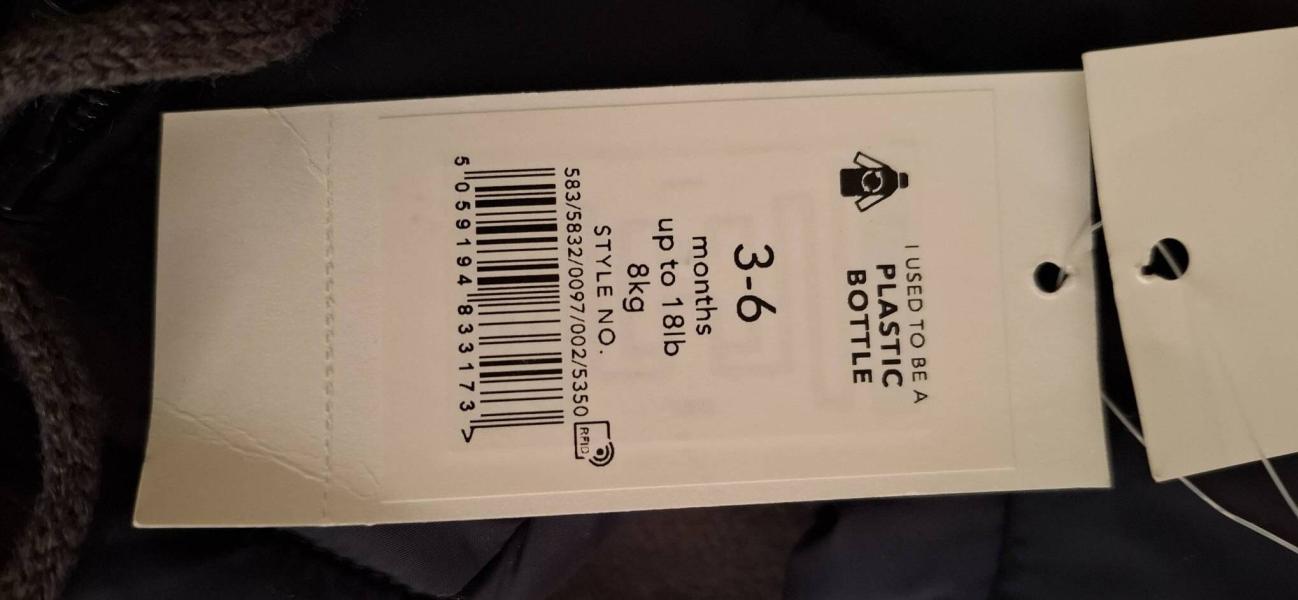 I USED TO BE A
PLASTIC
BOTTLE
3-6
months
up to 18lb
8kg
STYLE NO.
583/5832/0097/002/5350
RFID
5 059194 833173 >